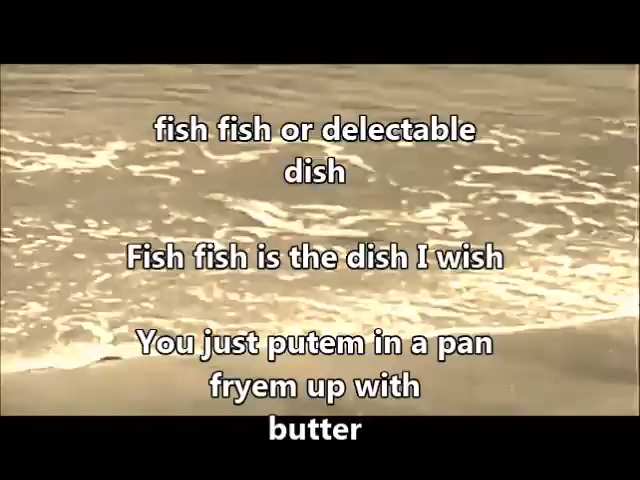 fish fish or delectable
dish
Fish fish is the dish I wish
You just putem in a pan
fryem up with
butter